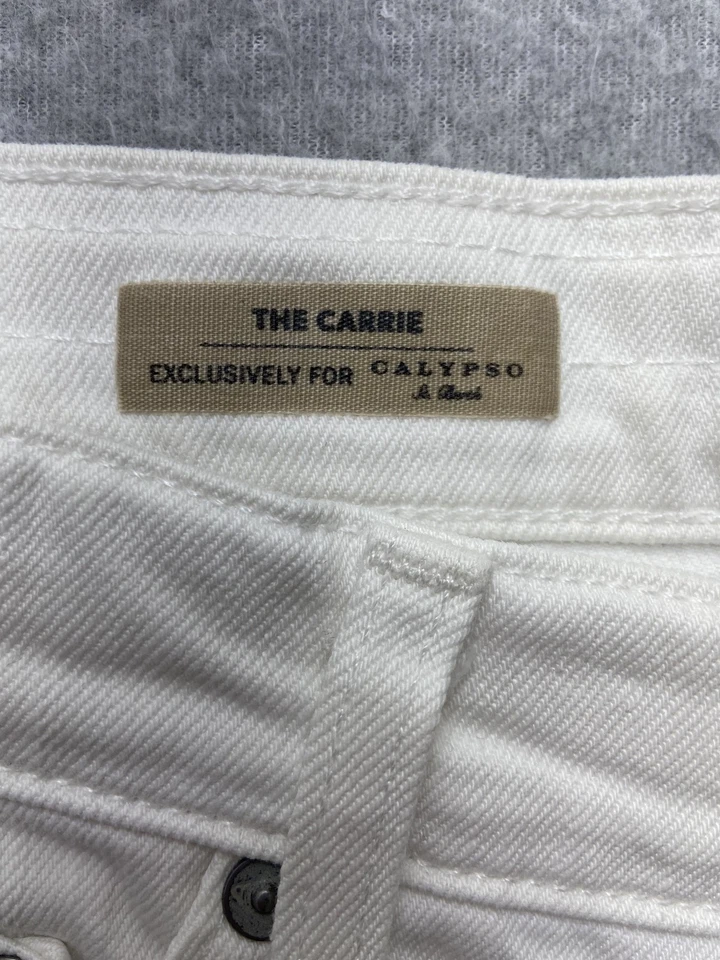 THE CARRIE
EXCLUSIVELY FOR CALYPSO
St. Barth